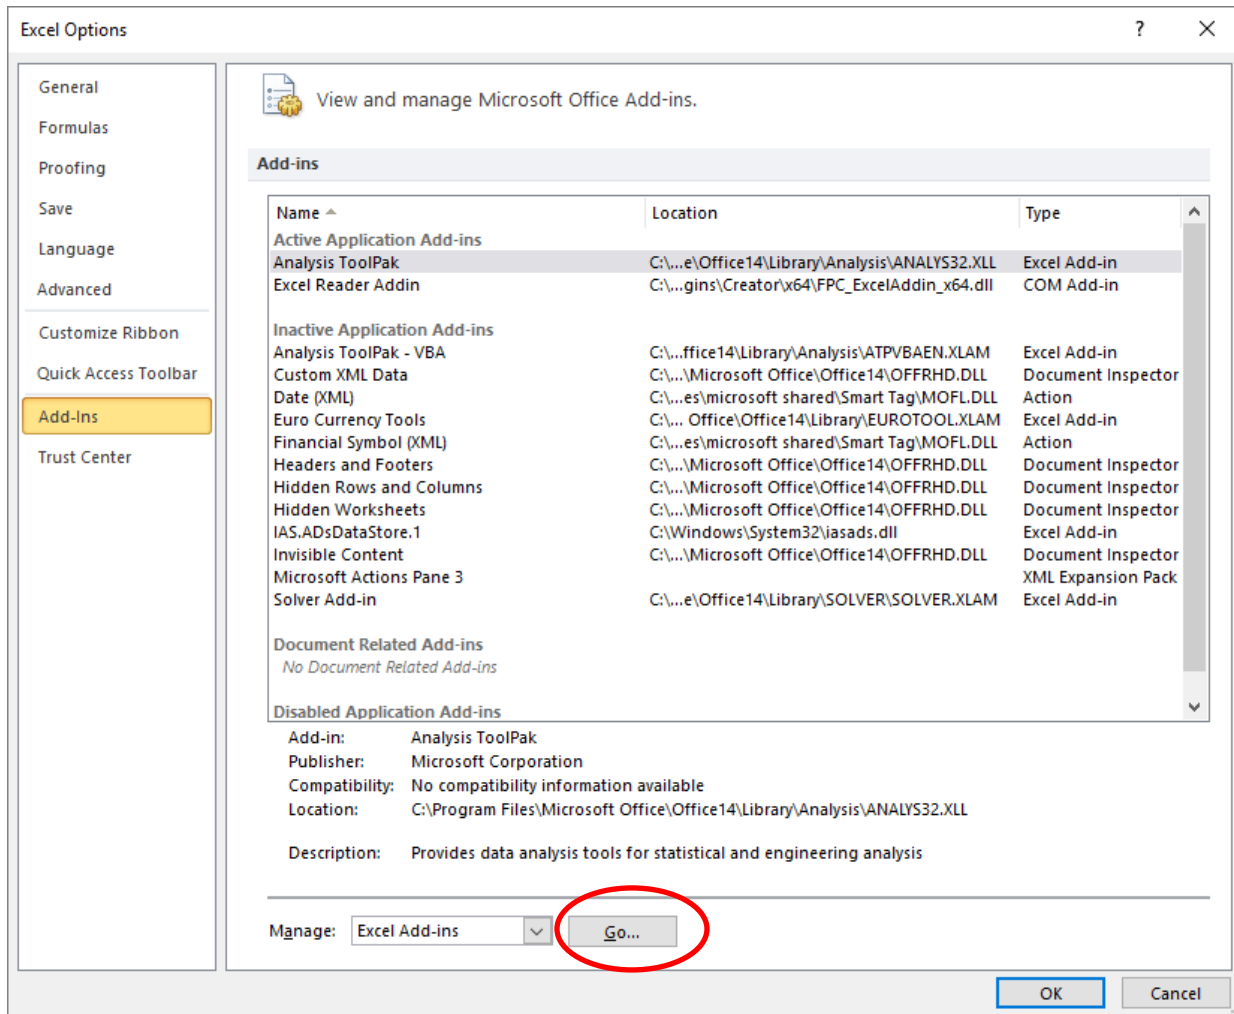 Excel Options ?
General
Formulas
Proofing
Save
Language
Advanced
Customize Ribbon
Quick Access Toolbar
Add-Ins
Trust Center
View and manage Microsoft Office Add-ins.
Add-ins
Name Location Type
Active Application Add-ins
Analysis ToolPak C:\...e\Office14\Library\Analysis\ANALYS32.XLL Excel Add-in
Excel Reader Addin C:\...gins\Creator\x64\FPC_ExcelAddin_x64.dll COM Add-in
Inactive Application Add-ins
Analysis ToolPak - VBA C:\...ffice14\Library\Analysis\ATPVBAEN.XLAM Excel Add-in
Custom XML Data C:\...\Microsoft Office\Office14\OFFRHD.DLL Document Inspector
Date (XML) C:\...es\microsoft shared\Smart Tag\MOFL.DLL Action
Euro Currency Tools C:\... Office\Office14\Library\EUROTOOL.XLAM Excel Add-in
Financial Symbol (XML) C:\...es\microsoft shared\Smart Tag\MOFL.DLL Action
Headers and Footers C:\...\Microsoft Office\Office14\OFFRHD.DLL Document Inspector
Hidden Rows and Columns C:\...\Microsoft Office\Office14\OFFRHD.DLL Document Inspector
Hidden Worksheets C:\...\Microsoft Office\Office14\OFFRHD.DLL Document Inspector
IAS.ADsDataStore.1 C:\Windows\System32\iasads.dll Excel Add-in
Invisible Content C:\...\Microsoft Office\Office14\OFFRHD.DLL Document Inspector
Microsoft Actions Pane 3 XML Expansion Pack
Solver Add-in C:\...e\Office14\Library\SOLVER\SOLVER.XLAM Excel Add-in
Document Related Add-ins
No Document Related Add-ins
Disabled Application Add-ins
Add-in: Analysis ToolPak
Publisher: Microsoft Corporation
Compatibility: No compatibility information available
Location: C:\Program Files\Microsoft Office\Office14\Library\Analysis\ANALYS32.XLL
Description: Provides data analysis tools for statistical and engineering analysis
Manage: Excel Add-ins Go...
OK Cancel